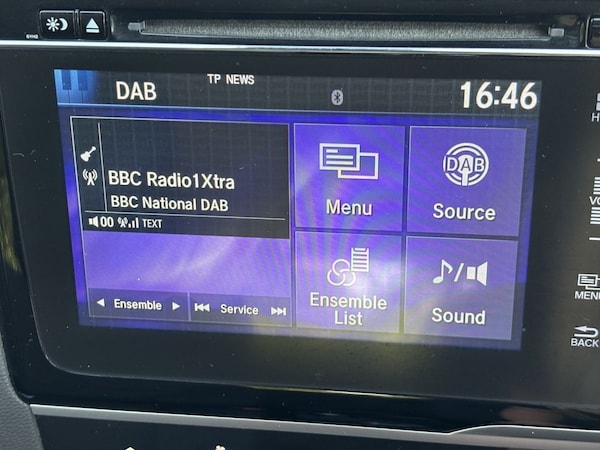 TP NEWS
DAB
16:46
BBC Radio1Xtra
BBC National DAB
00 TEXT
Menu
DAB
Source
Ensemble
Service
Ensemble
List
Sound
MENU
BACK